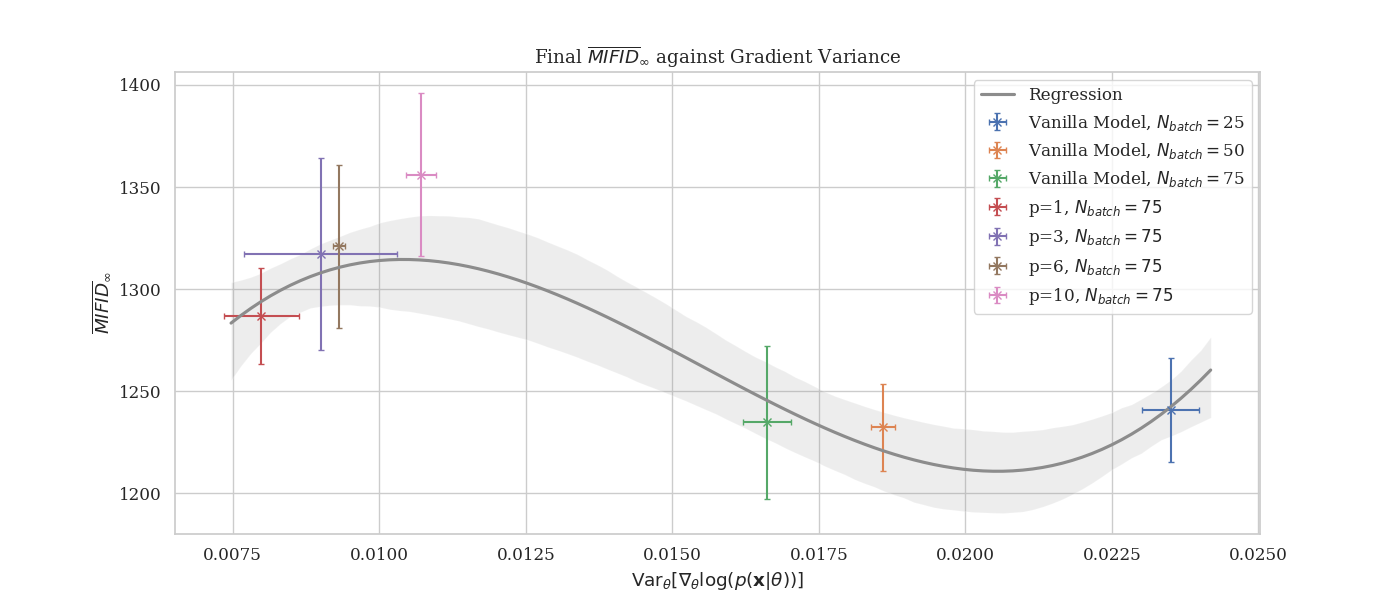 Final $\overline{MIFID}_\infty$ against Gradient Variance
$\overline{MIFID}_\infty$
1400
1350
1300
1250
1200
0.0075 0.0100 0.0125 0.0150 0.0175 0.0200 0.0225 0.0250
$\mathrm{Var}_\theta[\nabla_\theta \log(p(\mathbf{x}|\theta))]$
Regression
Vanilla Model, $N_{batch} = 25$
Vanilla Model, $N_{batch} = 50$
Vanilla Model, $N_{batch} = 75$
p=1, $N_{batch} = 75$
p=3, $N_{batch} = 75$
p=6, $N_{batch} = 75$
p=10, $N_{batch} = 75$